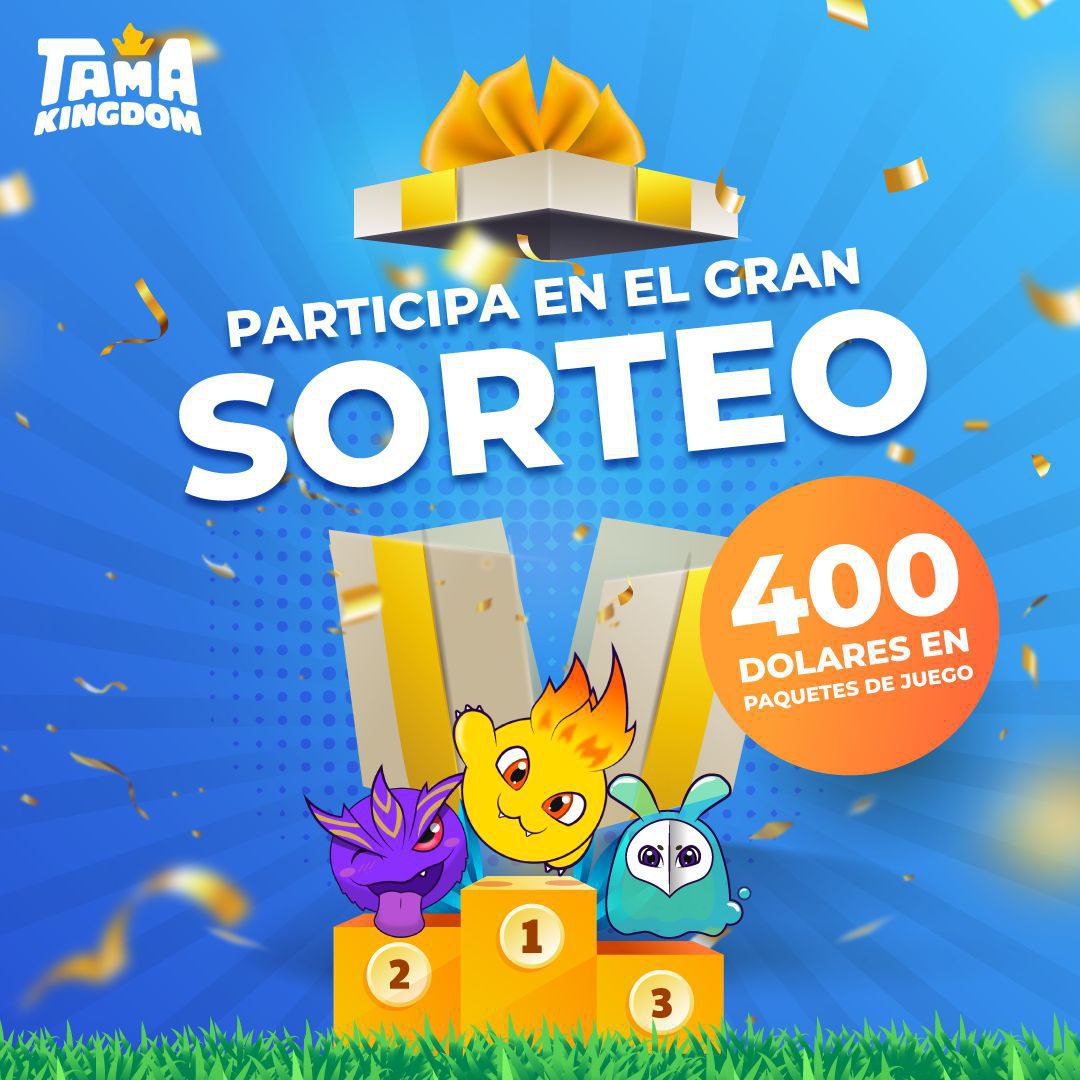 TAMA
KINGDOM
PARTICIPA EN EL GRAN
SORTEO
400
DOLARES EN
PAQUETES DE JUEGO
1
2
3